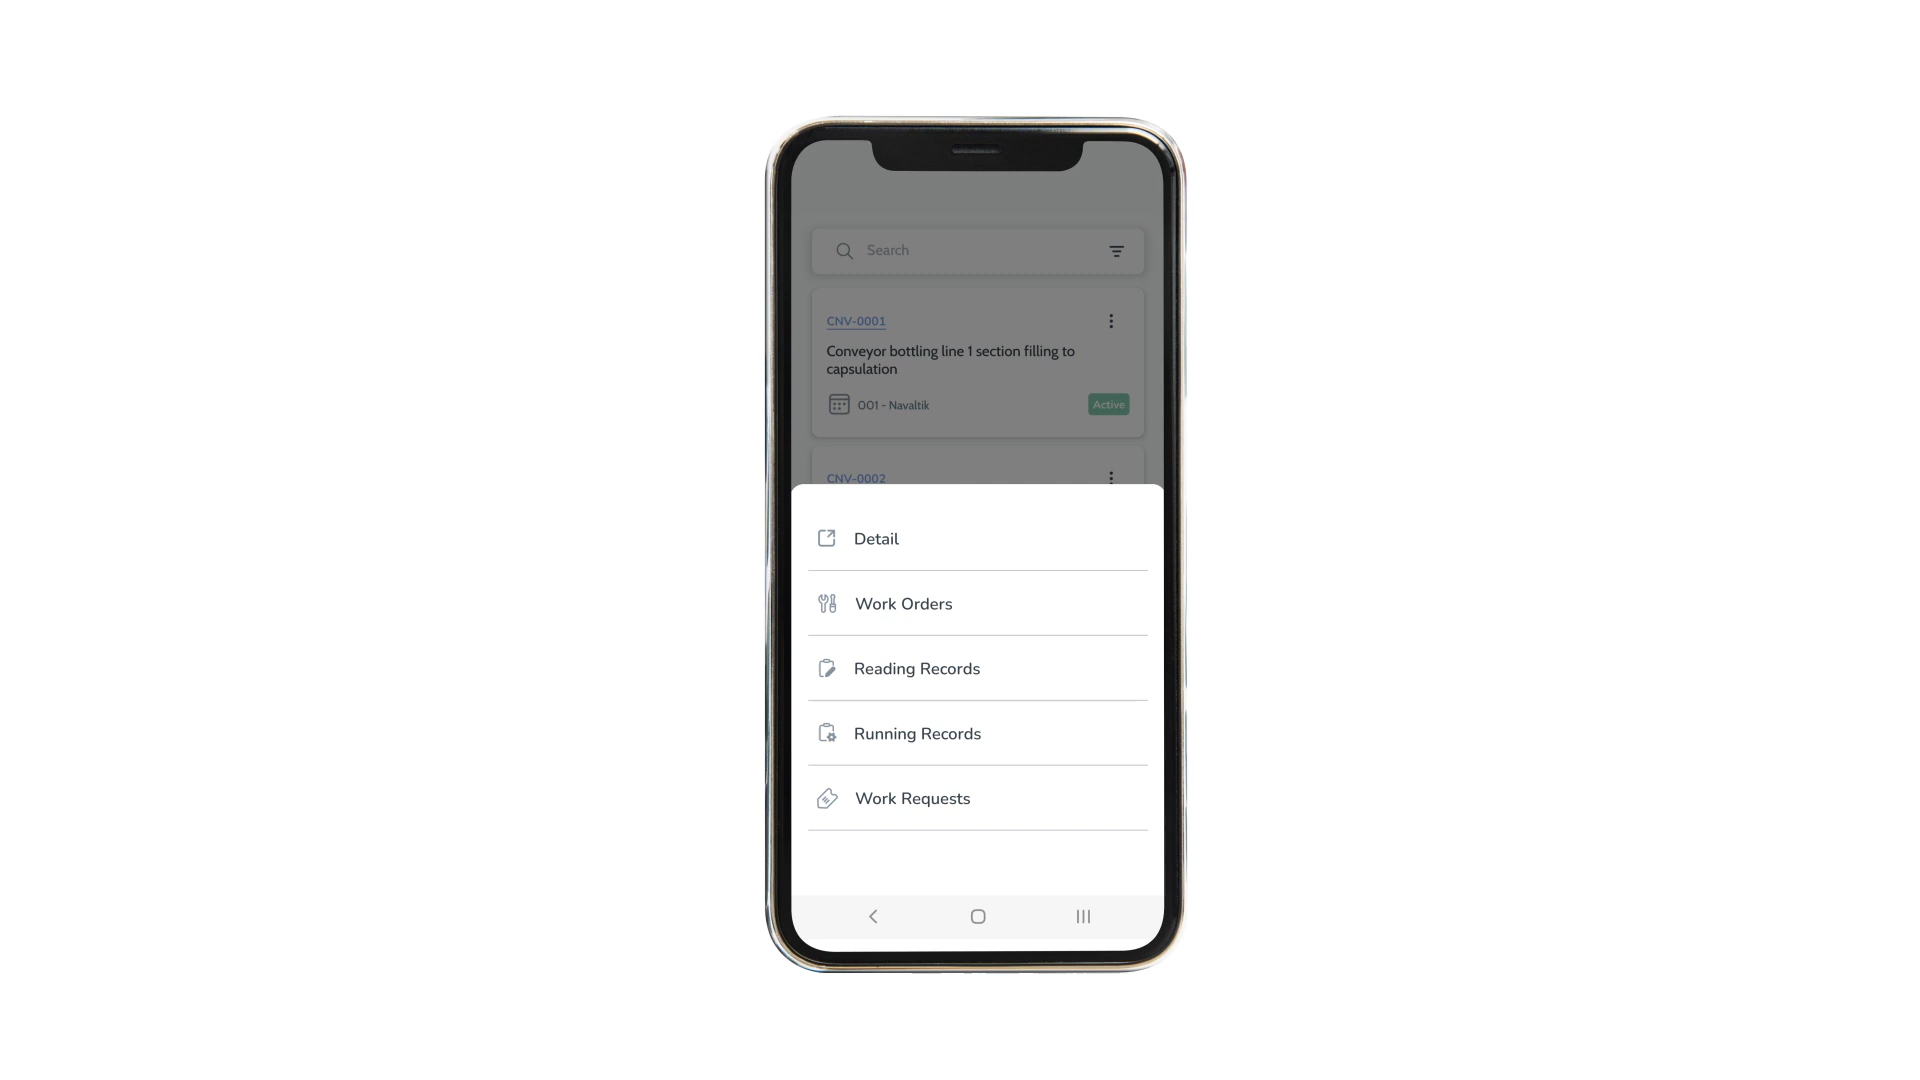 Search
CNV-0001
Conveyor bottling line 1 section filling to
capsulation
001 - Navaltik
Active
CNV-0002
Detail
Work Orders
Reading Records
Running Records
Work Requests